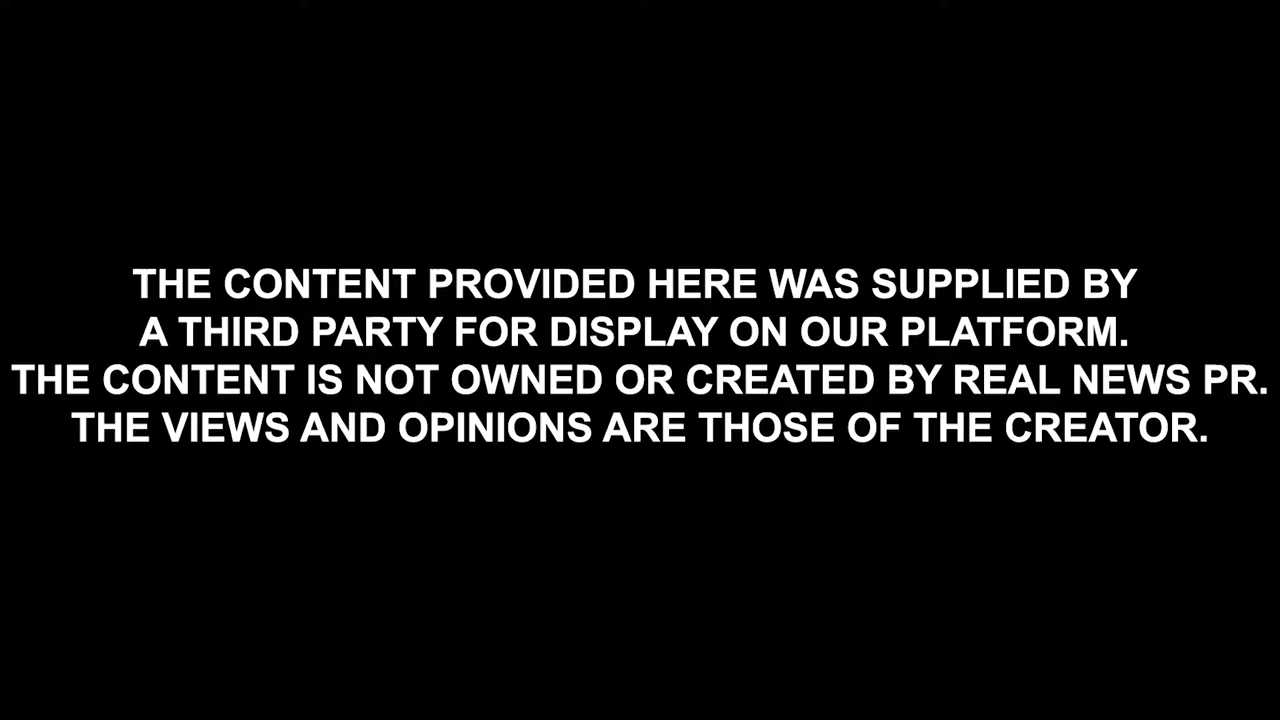 THE CONTENT PROVIDED HERE WAS SUPPLIED BY
A THIRD PARTY FOR DISPLAY ON OUR PLATFORM.
THE CONTENT IS NOT OWNED OR CREATED BY REAL NEWS PR.
THE VIEWS AND OPINIONS ARE THOSE OF THE CREATOR.